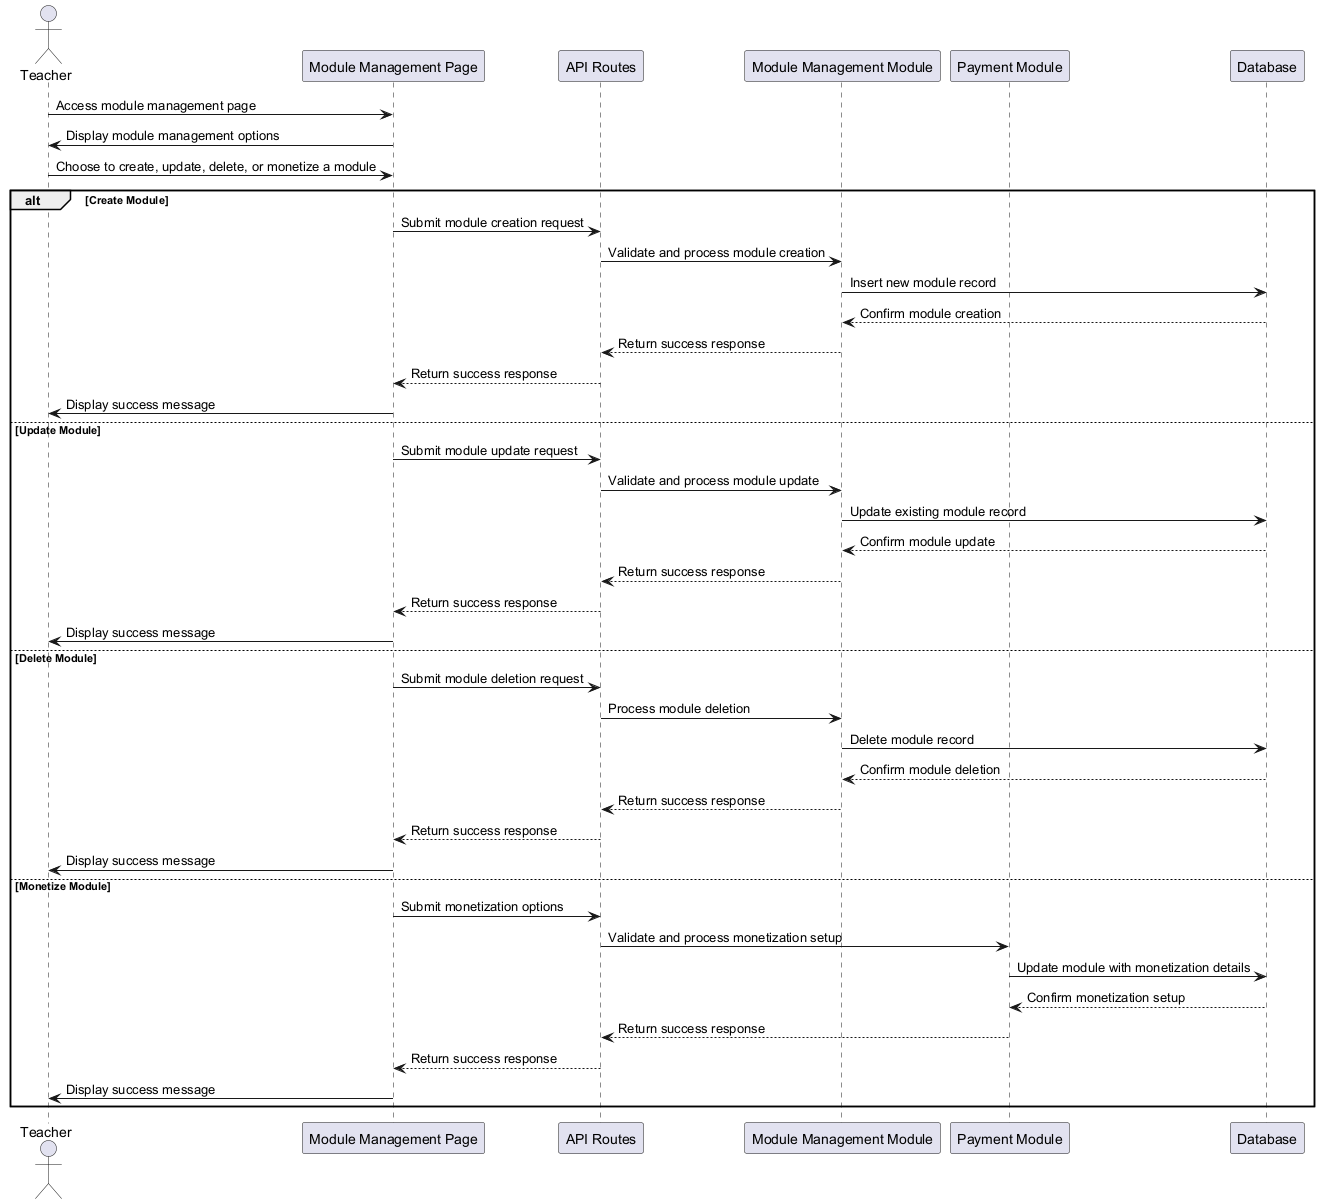 Teacher
Module Management Page
API Routes
Module Management Module
Payment Module
Database
Access module management page
Display module management options
Choose to create, update, delete, or monetize a module
alt
[Create Module]
Submit module creation request
Validate and process module creation
Insert new module record
Confirm module creation
Return success response
Return success response
Display success message
[Update Module]
Submit module update request
Validate and process module update
Update existing module record
Confirm module update
Return success response
Return success response
Display success message
[Delete Module]
Submit module deletion request
Process module deletion
Delete module record
Confirm module deletion
Return success response
Return success response
Display success message
[Monetize Module]
Submit monetization options
Validate and process monetization setup
Update module with monetization details
Confirm monetization setup
Return success response
Return success response
Display success message
Teacher
Module Management Page
API Routes
Module Management Module
Payment Module
Database